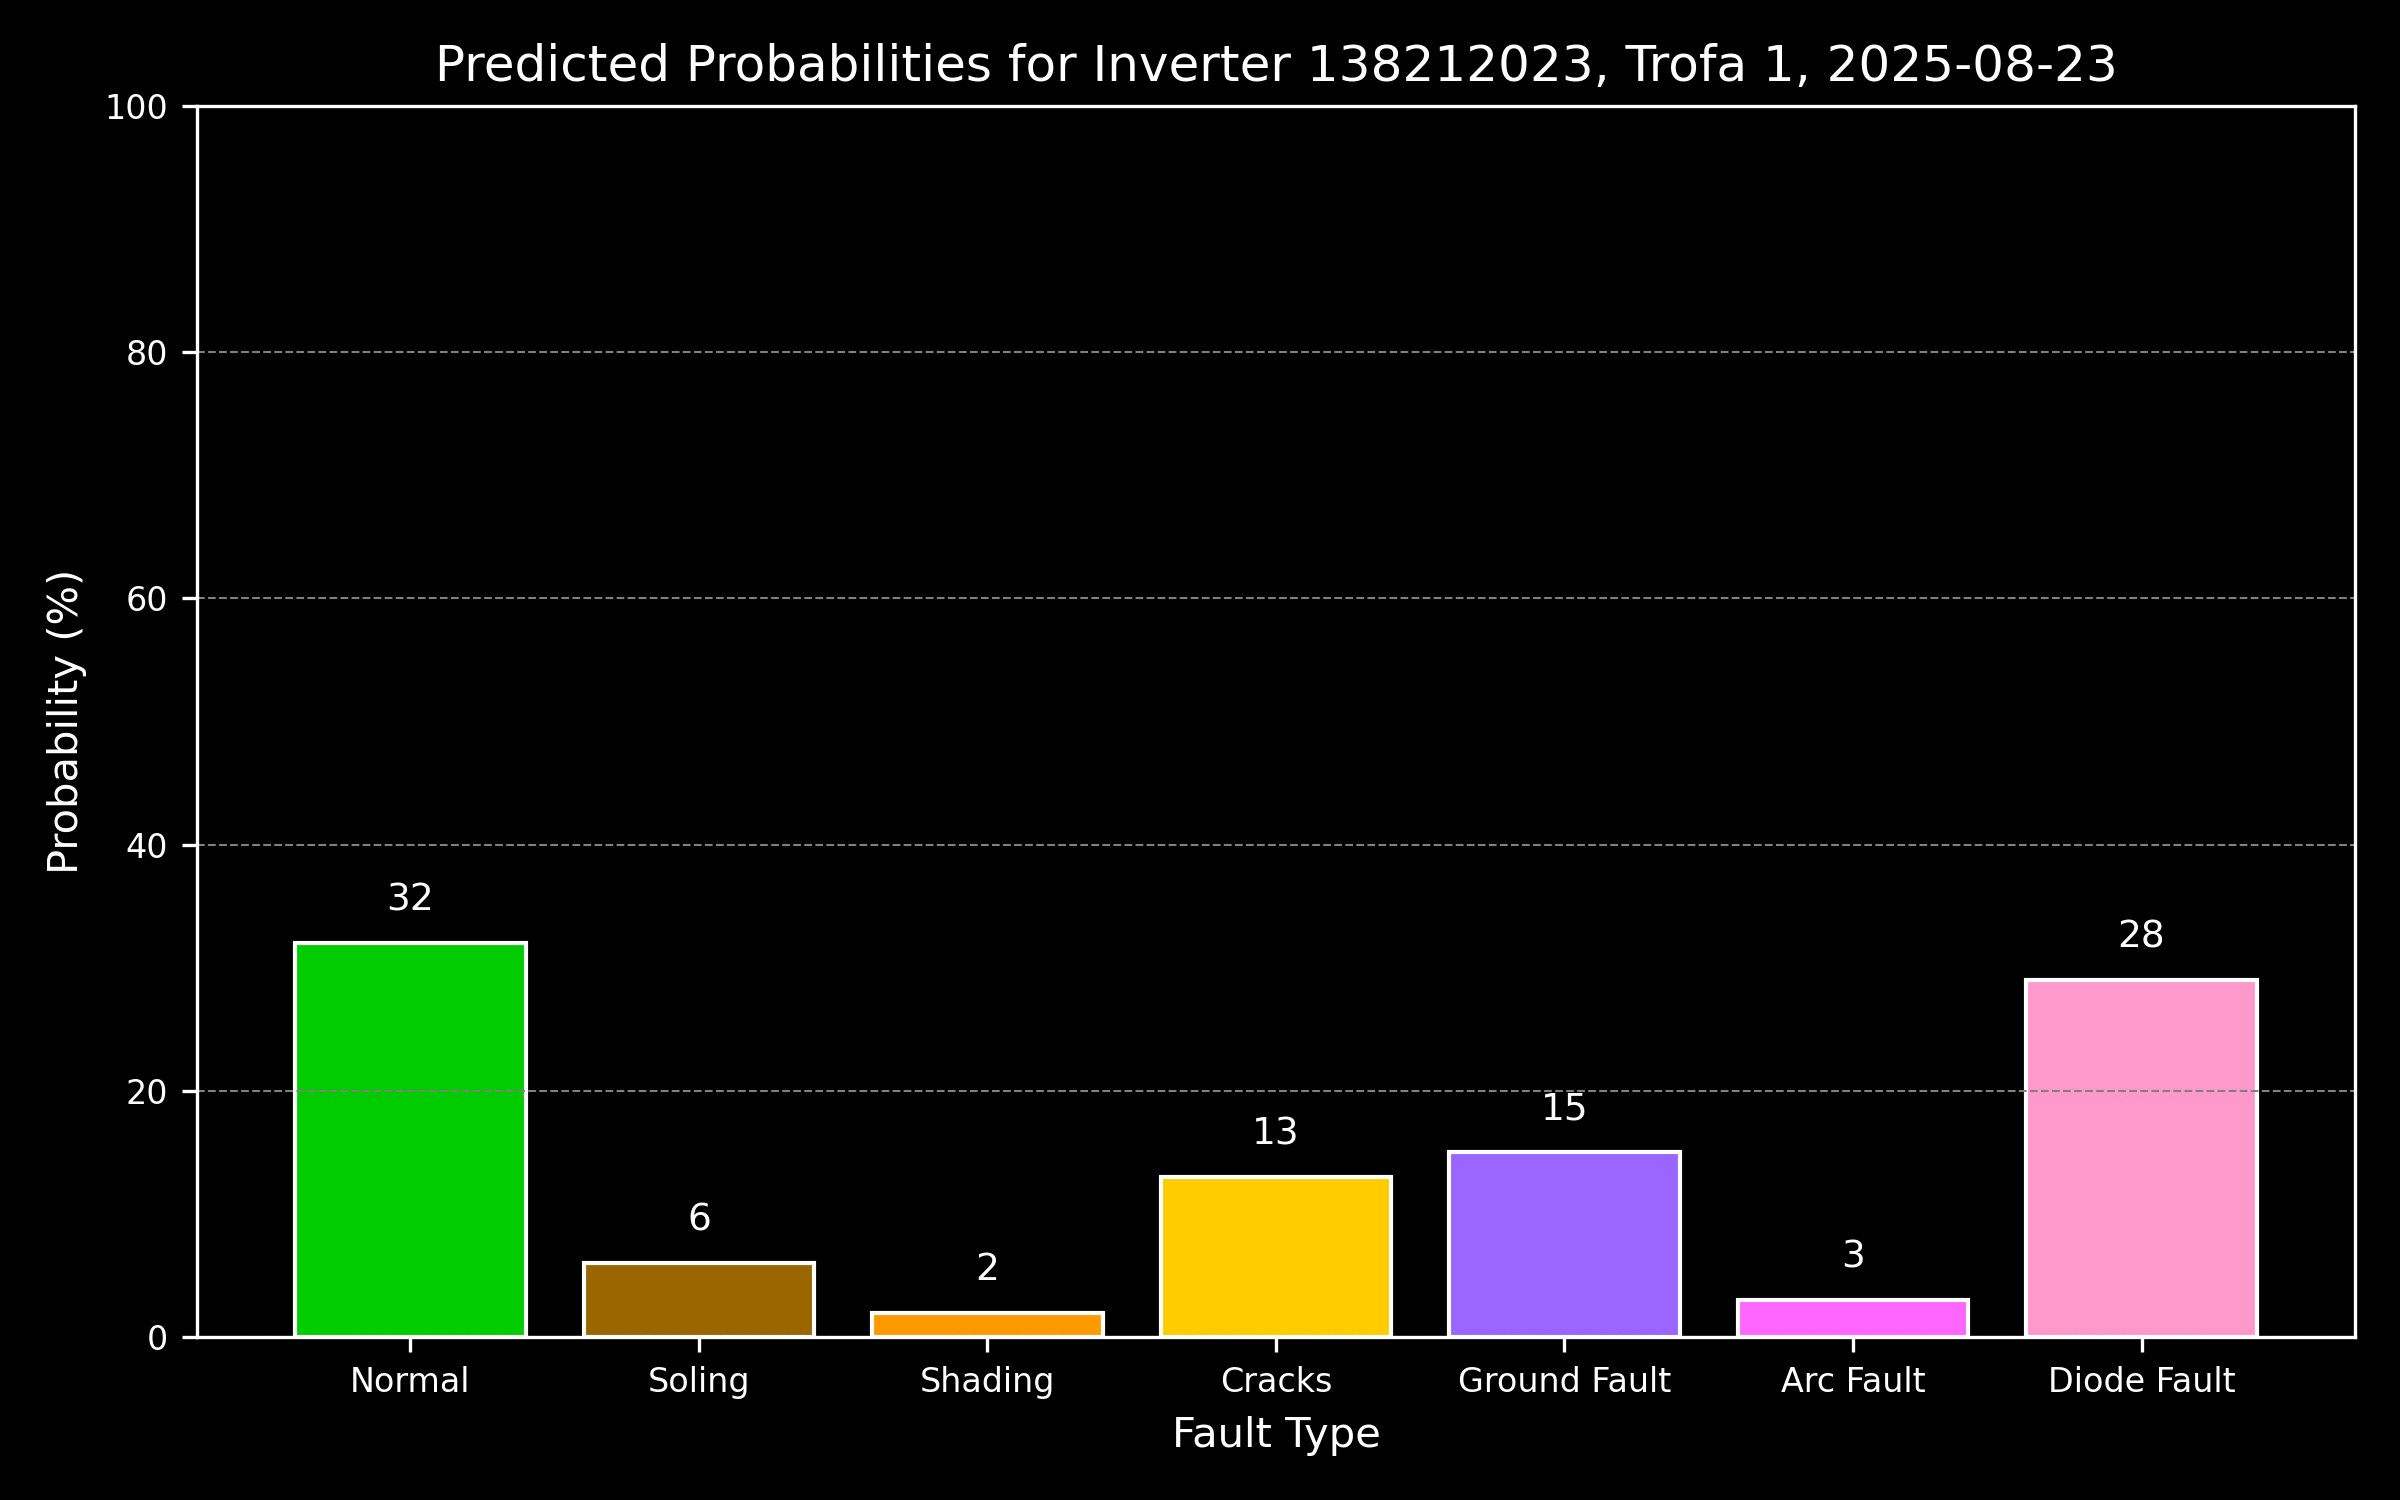 Predicted Probabilities for Inverter 138212023, Trofa 1, 2025-08-23
100
80
60
40
20
0
Probability (%)
32
6
2
13
15
3
28
Normal
Soling
Shading
Cracks
Ground Fault
Arc Fault
Diode Fault
Fault Type